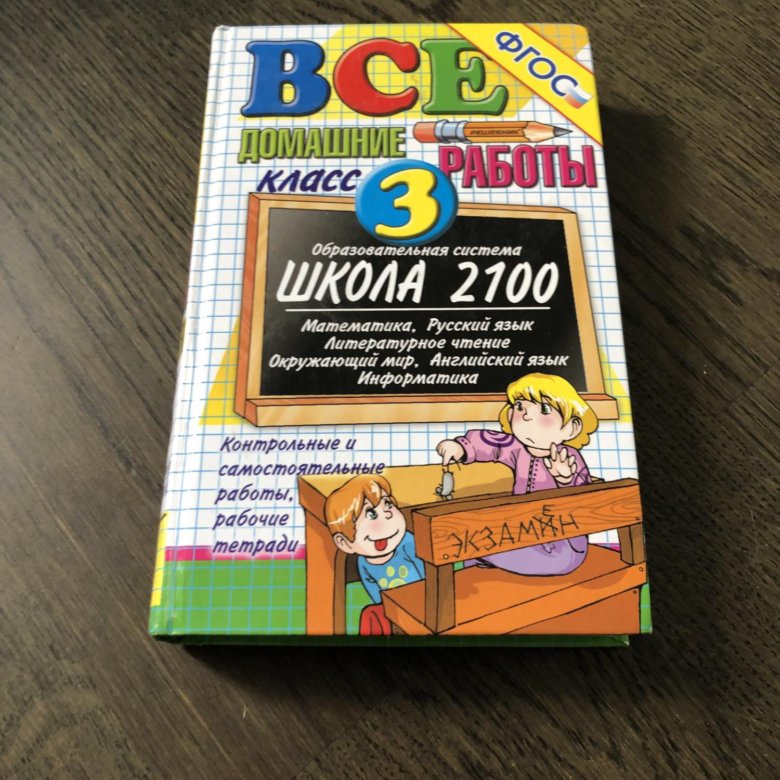 ВСЕ
ФГОС
ДОМАШНИЕ
РЕШЕБНИК
РАБОТЫ
класс 3
Образовательная система
ШКОЛА 2100
Математика, Русский язык
Литературное чтение
Окружающий мир, Английский язык
Информатика
Контрольные и
самостоятельные
работы,
рабочие
тетради
ЭКЗАМЕН